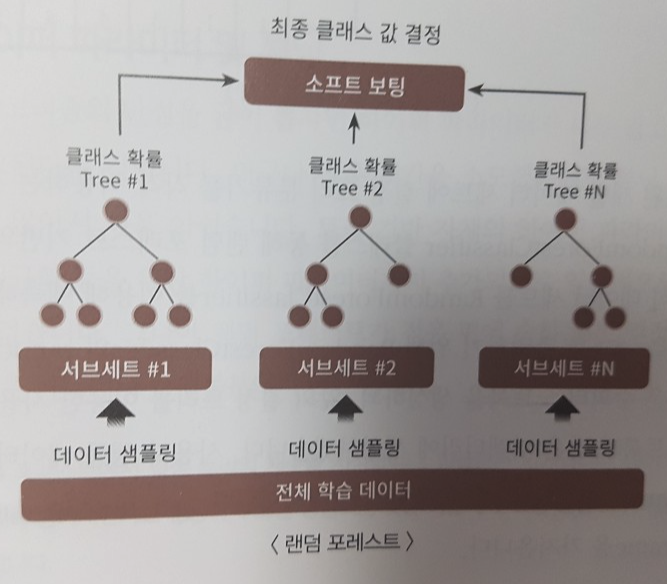 최종 클래스 값 결정
소프트 보팅
클래스 확률
Tree #1
클래스 확률
Tree #2
클래스 확률
Tree #N
서브세트 #1
서브세트 #2
서브세트 #N
데이터 샘플링
데이터 샘플링
데이터 샘플링
전체 학습 데이터
< 랜덤 포레스트 >